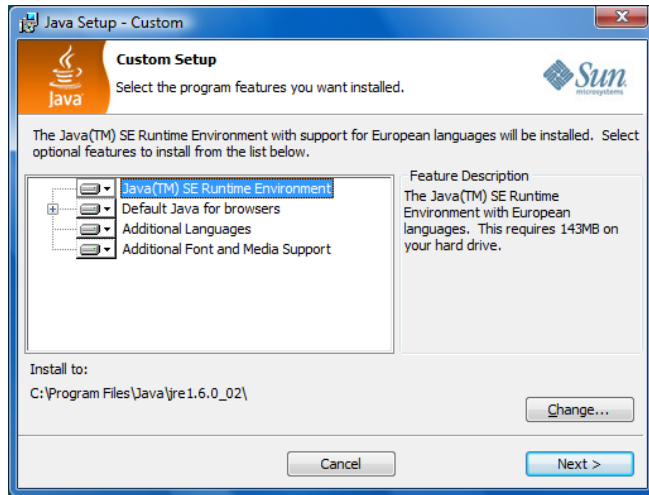 Java Setup - Custom
Custom Setup
Select the program features you want installed.
Java
Sun
microsystems
The Java(TM) SE Runtime Environment with support for European languages will be installed. Select
optional features to install from the list below.
Java(TM) SE Runtime Environment
Default Java for browsers
Additional Languages
Additional Font and Media Support
Feature Description
The Java(TM) SE Runtime
Environment with European
languages. This requires 143MB on
your hard drive.
Install to:
C:\Program Files\Java\jre1.6.0_02\
Change...
Cancel
Next >